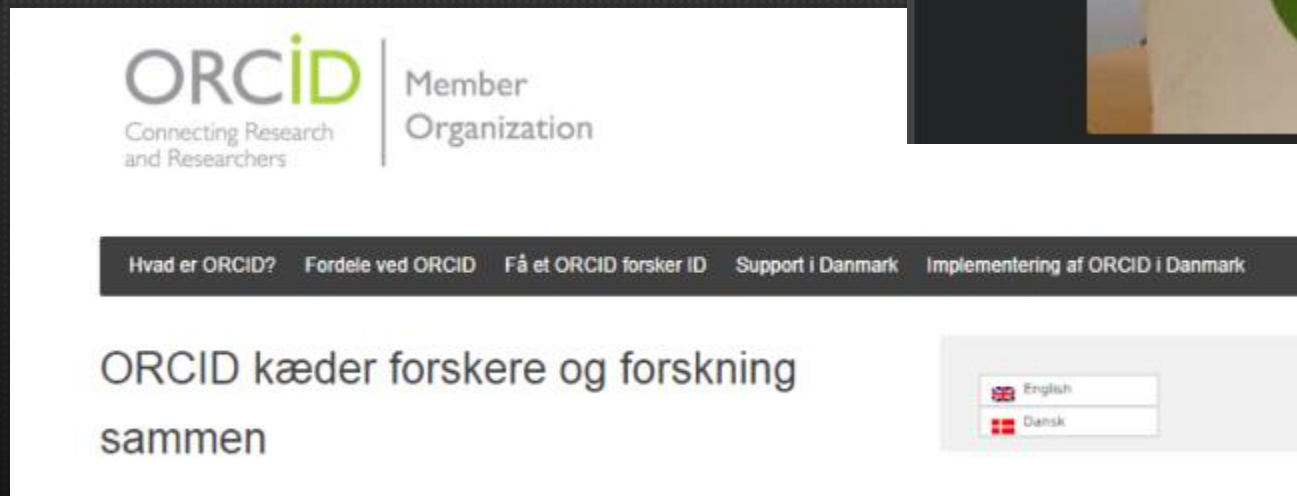 ORCiD
Connecting Research
and Researchers
Member
Organization
Hvad er ORCID? Fordele ved ORCID Få et ORCID forsker ID Support i Danmark Implementering af ORCID i Danmark
ORCID kæder forskere og forskning
sammen
English
Dansk